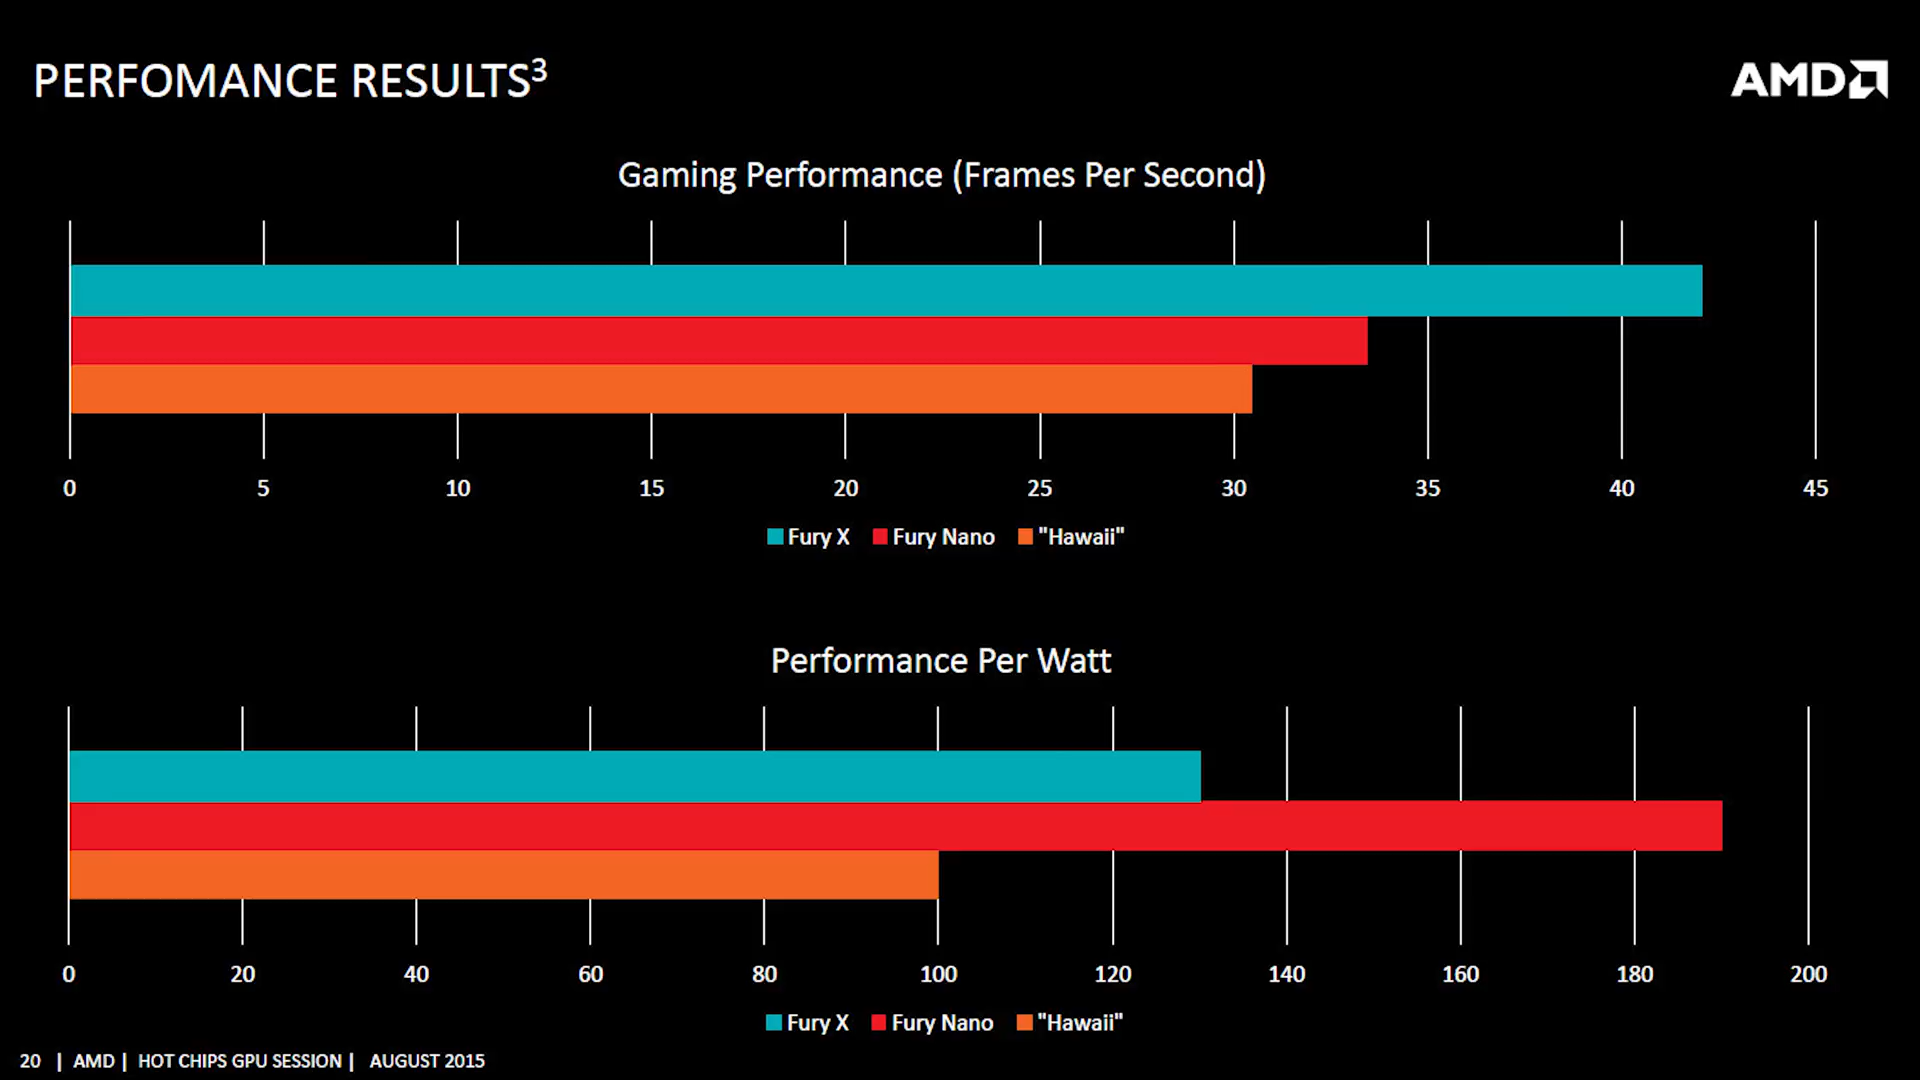 PERFOMANCE RESULTS³
AMD
Gaming Performance (Frames Per Second)
0 5 10 15 20 25 30 35 40 45
Fury X Fury Nano "Hawaii"
Performance Per Watt
0 20 40 60 80 100 120 140 160 180 200
Fury X Fury Nano "Hawaii"
20 | AMD | HOT CHIPS GPU SESSION | AUGUST 2015